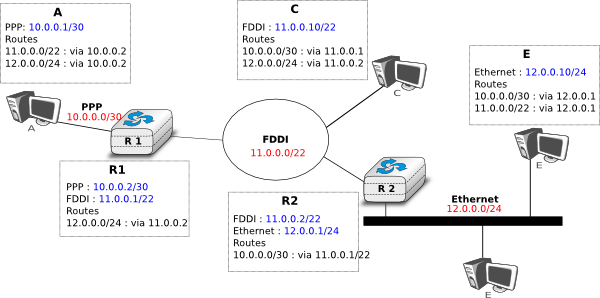 A
PPP: 10.0.0.1/30
Routes
11.0.0.0/22 : via 10.0.0.2
12.0.0.0/24 : via 10.0.0.2
C
FDDI : 11.0.0.10/22
Routes
10.0.0.0/30 : via 11.0.0.1
12.0.0.0/24 : via 11.0.0.2
E
Ethernet : 12.0.0.10/24
Routes
10.0.0.0/30 : via 12.0.0.1
11.0.0.0/22 : via 12.0.0.1
A
PPP
10.0.0.0/30
R 1
FDDI
11.0.0.0/22
C
E
R1
PPP : 10.0.0.2/30
FDDI : 11.0.0.1/22
Routes
12.0.0.0/24 : via 11.0.0.2
R2
FDDI : 11.0.0.2/22
Ethernet : 12.0.0.1/24
Routes
10.0.0.0/30 : via 11.0.0.1/22
R 2
Ethernet
12.0.0.0/24
E